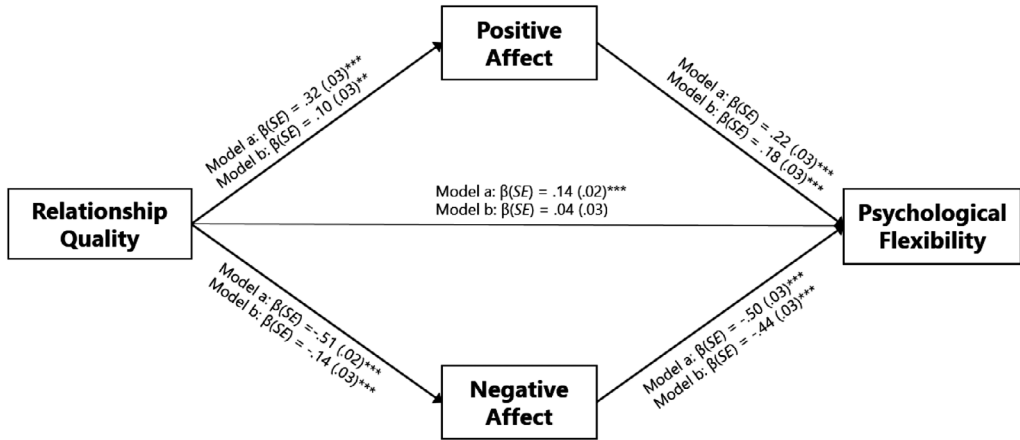 Positive
Affect
Model a: β(SE) = .32 (.03)***
Model b: β(SE) = .10 (.03)**
Model a: β(SE) = .22 (.03)***
Model b: β(SE) = .18 (.03)***
Relationship
Quality
Model a: β(SE) = .14 (.02)***
Model b: β(SE) = .04 (.03)
Psychological
Flexibility
Model a: β(SE) =-.51 (.02)***
Model b: β(SE) = -.14 (.03)***
Model a: β(SE) = -.50 (.03)***
Model b: β(SE) = -.44 (.03)***
Negative
Affect